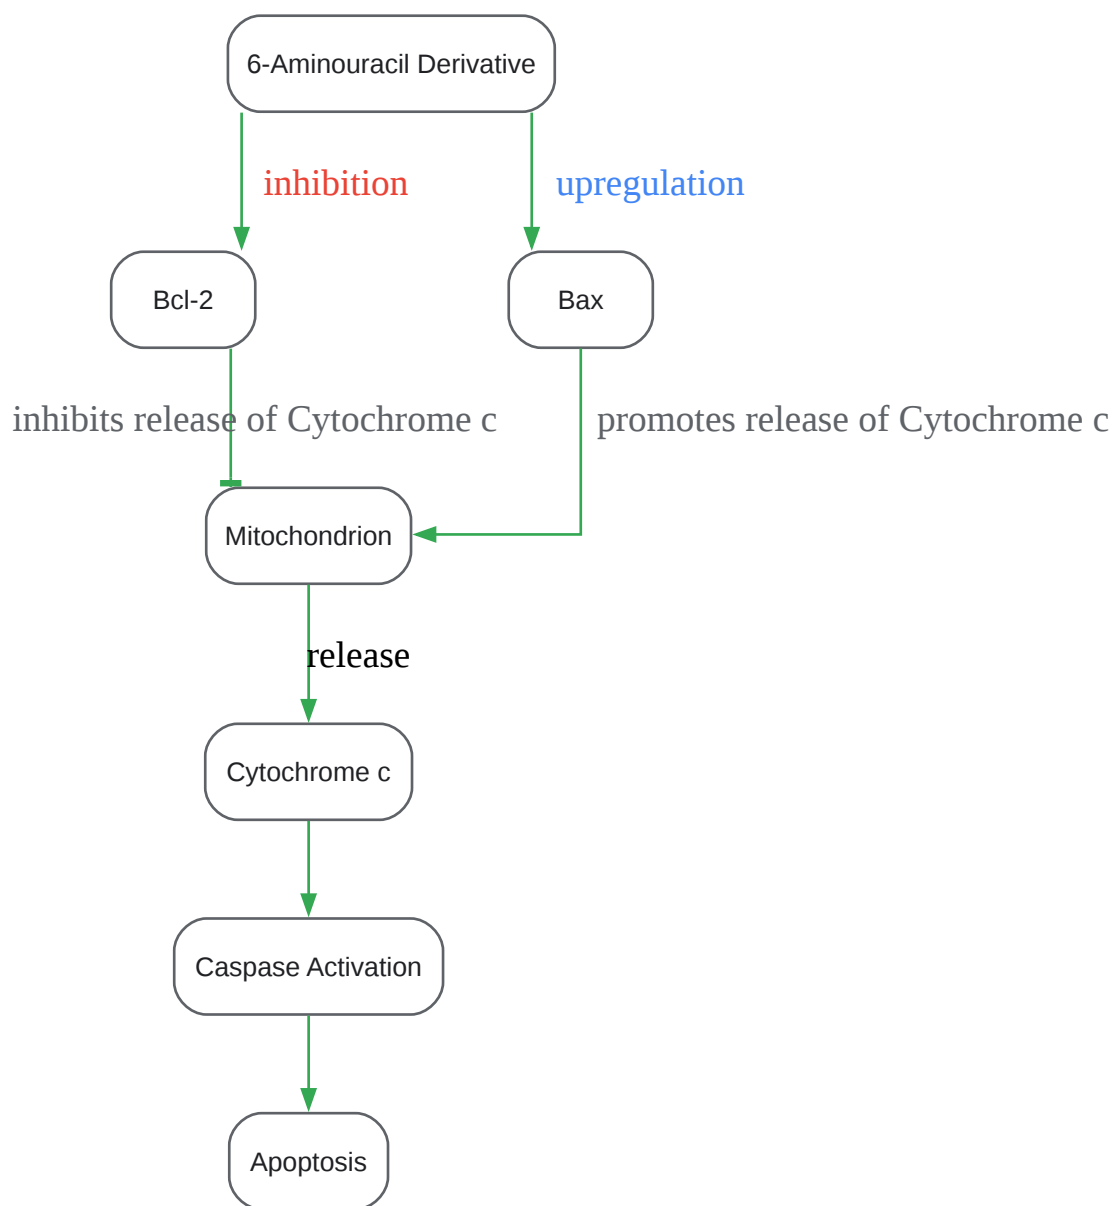 6-Aminouracil Derivative
inhibition
upregulation
Bcl-2
Bax
inhibits release of Cytochrome c
promotes release of Cytochrome c
Mitochondrion
release
Cytochrome c
Caspase Activation
Apoptosis